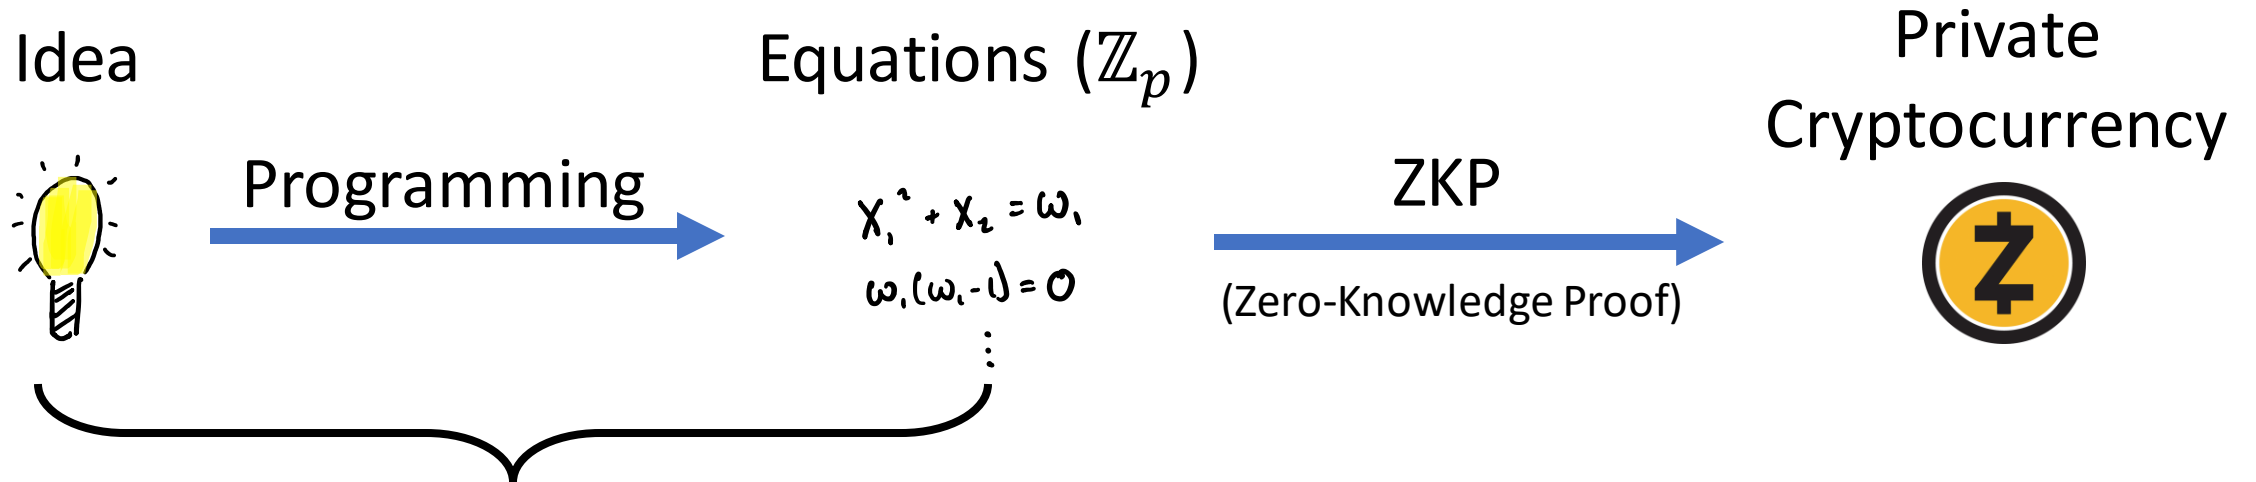 Idea
Programming
Equations (ℤₚ)
x₁² + x₂ = ω₁
ω₁(ω₁-1) = 0
⋮
ZKP
(Zero-Knowledge Proof)
Private
Cryptocurrency